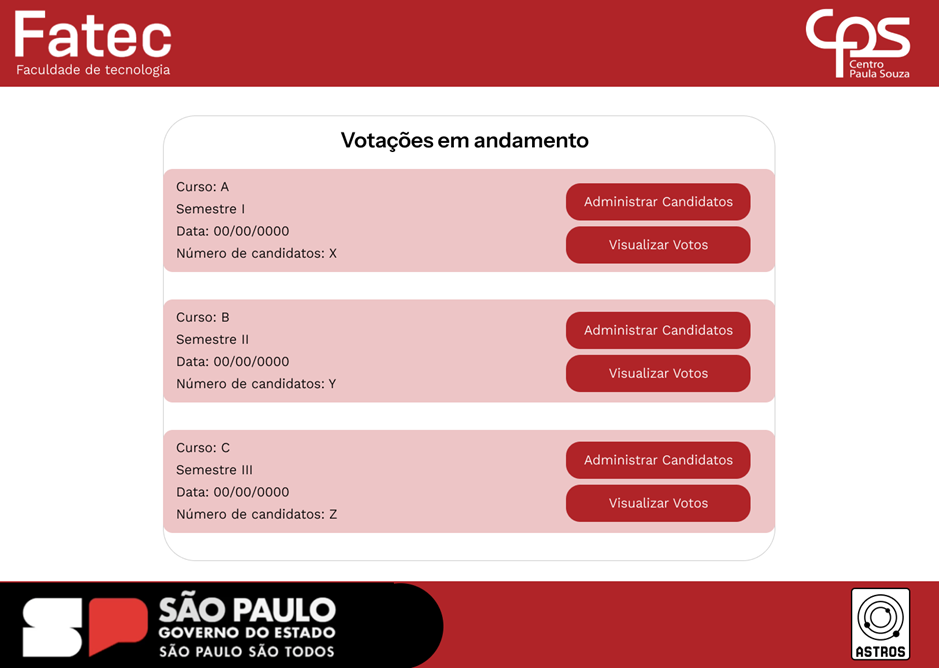 Fatec
Faculdade de tecnologia
CPS
Centro
Paula Souza
Votações em andamento
Curso: A
Semestre I
Data: 00/00/0000
Número de candidatos: X
Administrar Candidatos
Visualizar Votos
Curso: B
Semestre II
Data: 00/00/0000
Número de candidatos: Y
Administrar Candidatos
Visualizar Votos
Curso: C
Semestre III
Data: 00/00/0000
Número de candidatos: Z
Administrar Candidatos
Visualizar Votos
SP
SÃO PAULO
GOVERNO DO ESTADO
SÃO PAULO SÃO TODOS
ASTROS